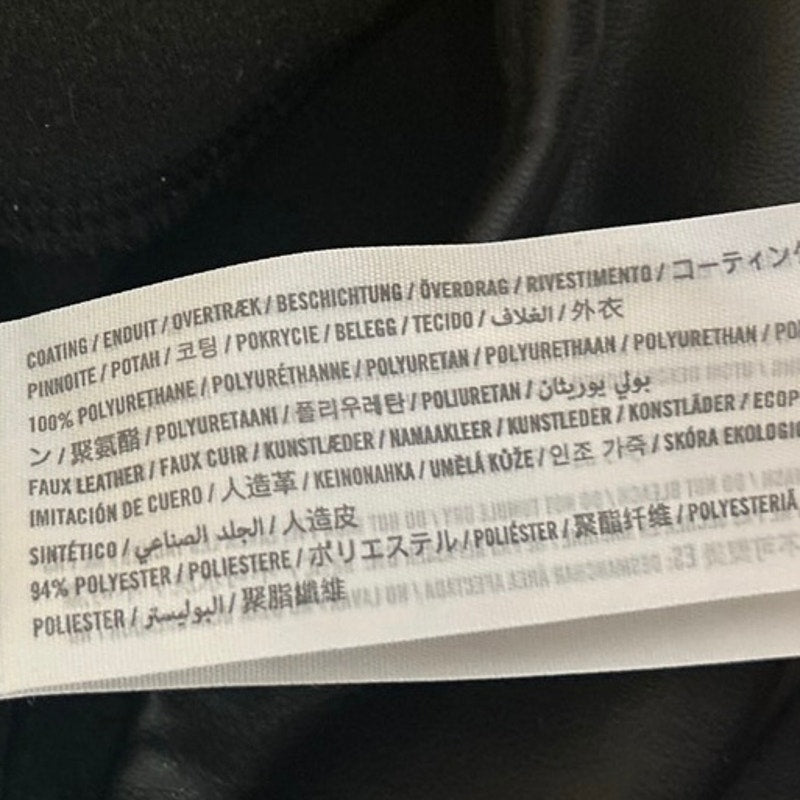 COATING / ENDUIT / OVERTRÆK / BESCHICHTUNG / ÖVERDRAG / RIVESTIMENTO / コーティング
PINNOITE / POTAH / 코팅 / POKRYCIE / BELEGG / TECIDO / الغلاف / 外衣
100% POLYURETHANE / POLYURÉTHANNE / POLYURETAN / POLYURETHAAN / POLYURETHAN /
ン / 聚氨酯 / POLYURETAANI / 폴리우레탄 / POLIURETAN / بولي يوريثان
FAUX LEATHER / FAUX CUIR / KUNSTLÆDER / NAMAAKLEER / KUNSTLEDER / KONSTLÄDER /
IMITACIÓN DE CUERO / 人造革 / KEINONAHKA / UMĚLÁ KŮŽE / 인조 가죽 / SKÓRA
SINTÉTICO / الجلد الصناعي / 人造皮
94% POLYESTER / POLIESTERE / ポリエステル / POLIÉSTER / 聚酯纤维 / POLYESTERIÄ
POLIESTER / البوليستر / 聚脂纖維